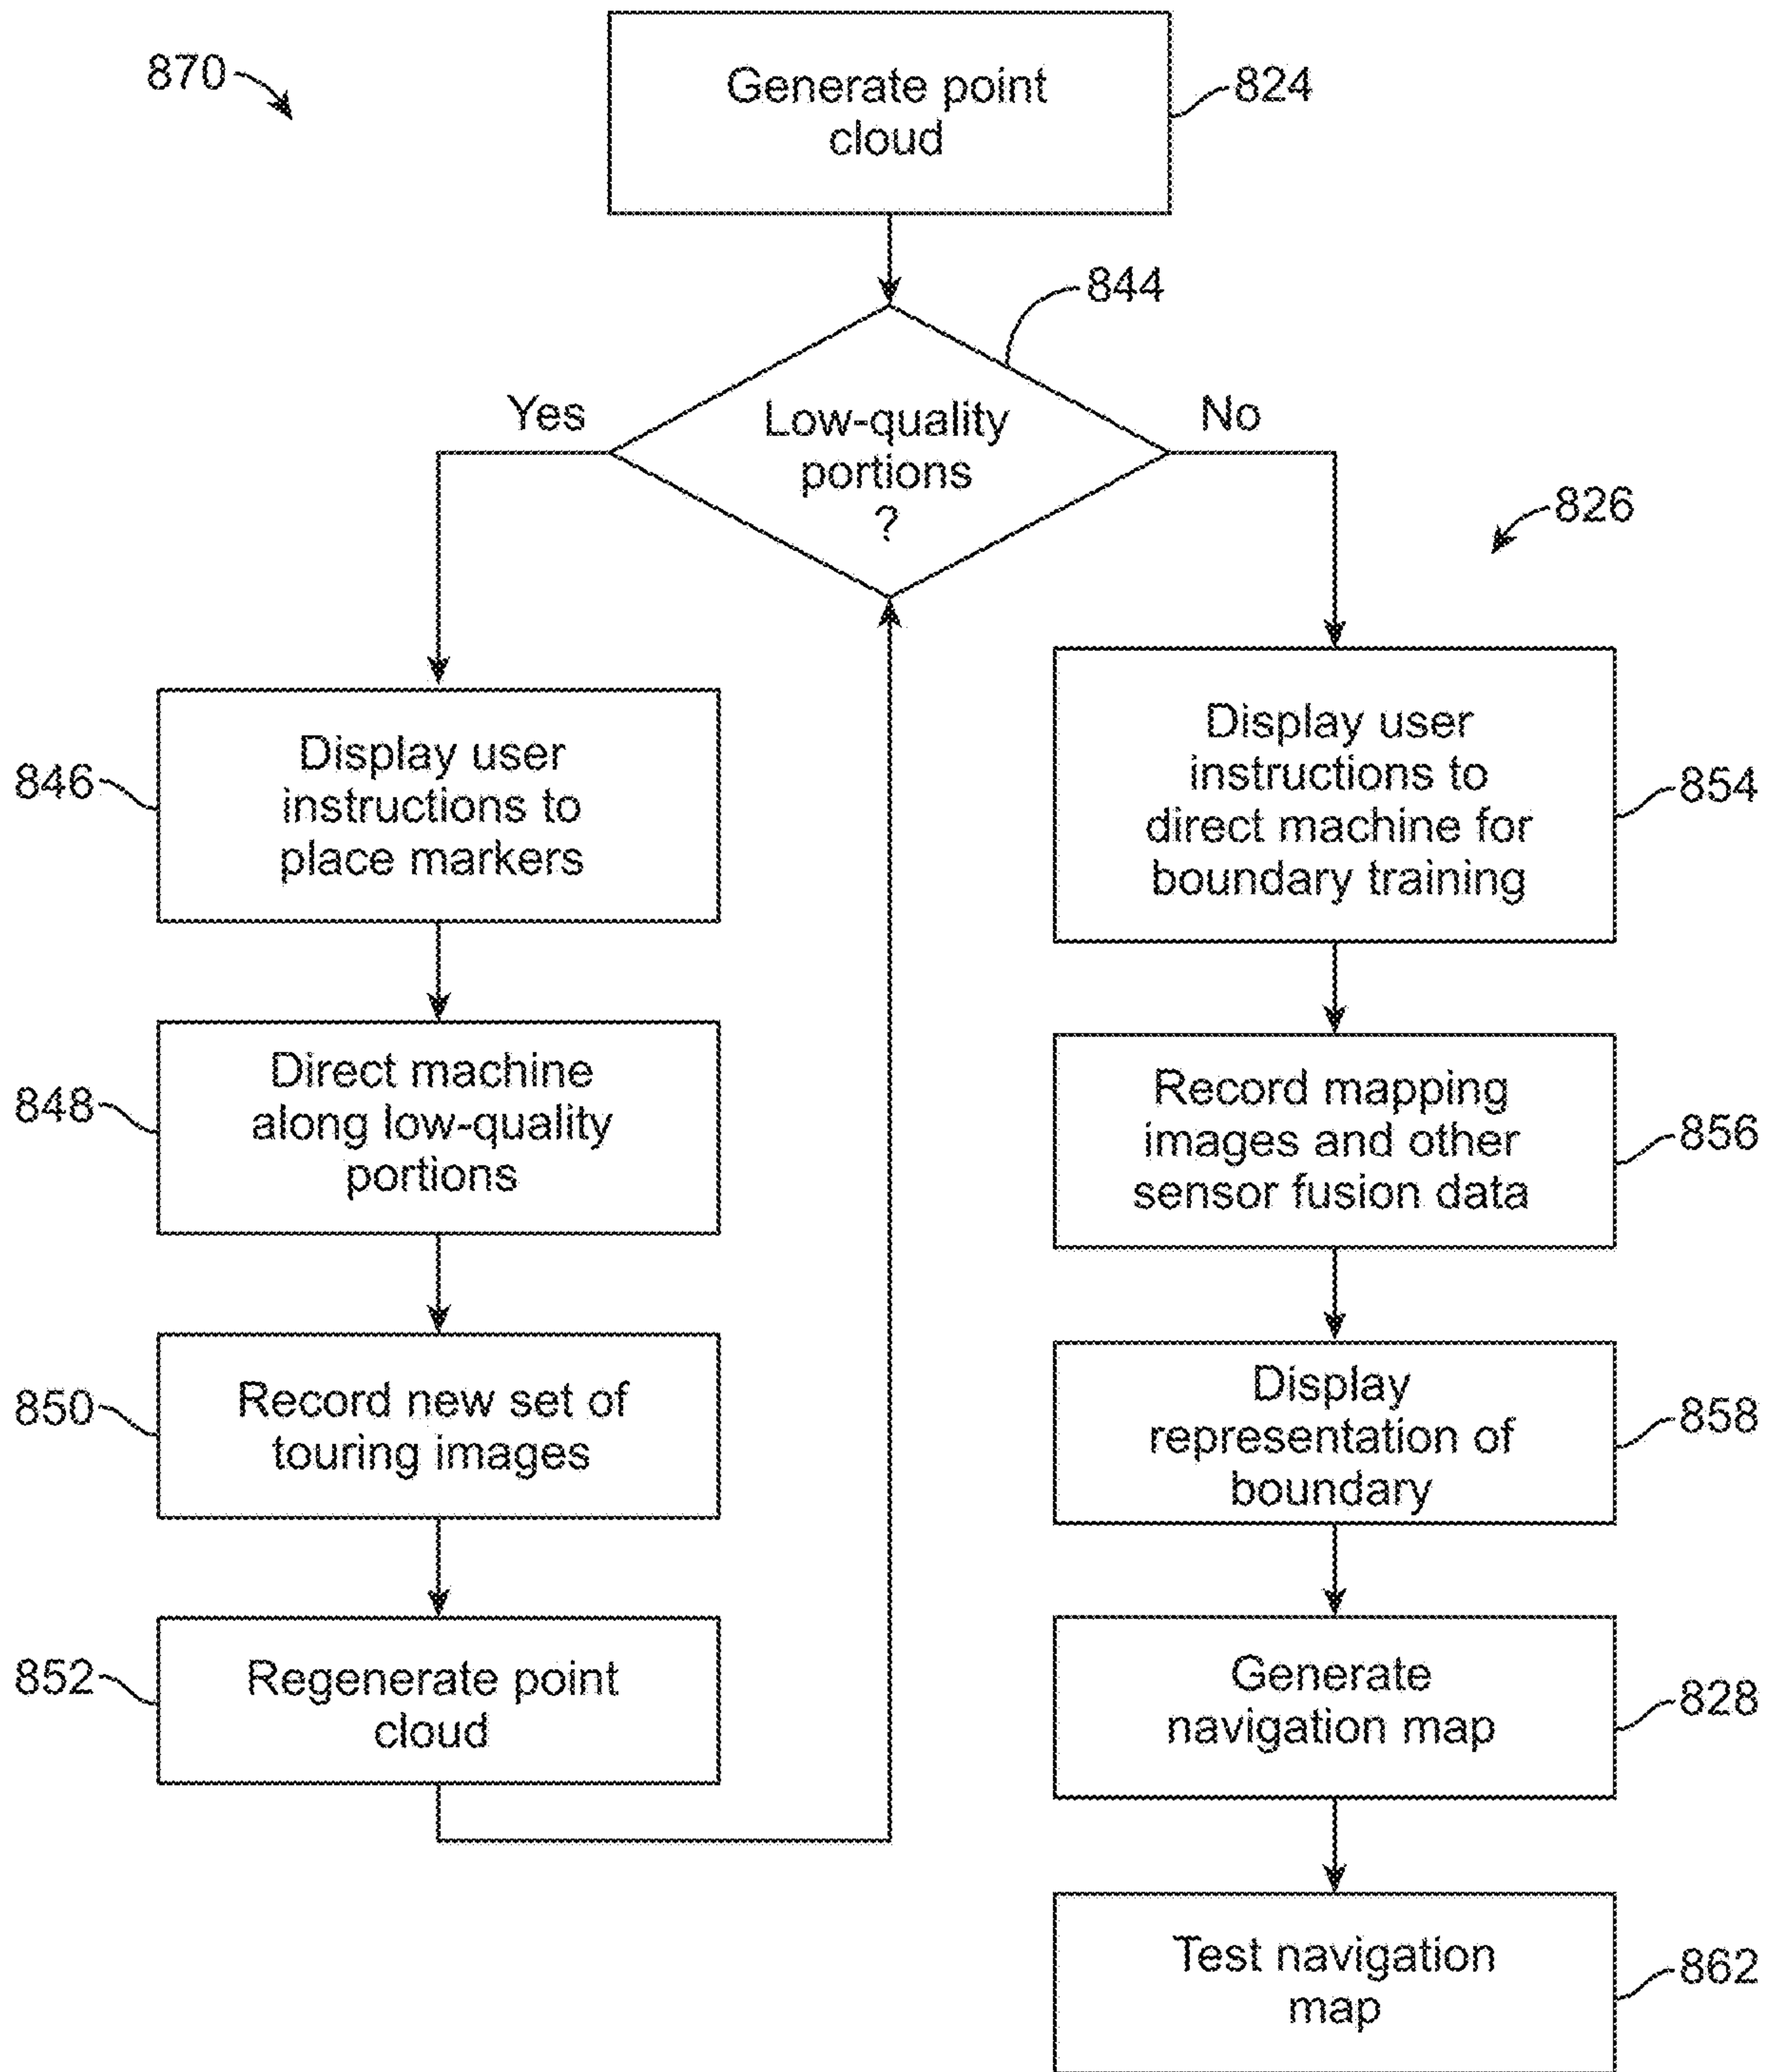 870
Generate point
cloud
824
844
Yes
Low-quality
portions
?
No
826
846
Display user
instructions to
place markers
Display user
instructions to
direct machine for
boundary training
854
848
Direct machine
along low-quality
portions
Record mapping
images and other
sensor fusion data
856
850
Record new set of
touring images
Display
representation of
boundary
858
852
Regenerate point
cloud
Generate
navigation map
828
Test navigation
map
862